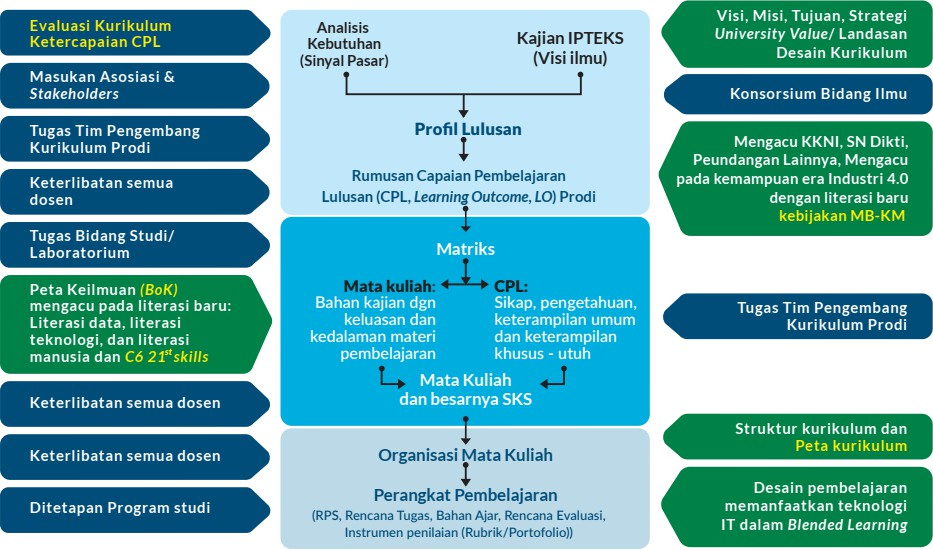 Evaluasi Kurikulum
Ketercapaian CPL
Masukan Asosiasi &
Stakeholders
Tugas Tim Pengembang
Kurikulum Prodi
Keterlibatan semua
dosen
Tugas Bidang Studi/
Laboratorium
Peta Keilmuan (BoK)
mengacu pada literasi baru:
Literasi data, literasi
teknologi, dan literasi
manusia dan C6 21st skills
Keterlibatan semua dosen
Keterlibatan semua dosen
Ditetapan Program studi
Analisis
Kebutuhan
(Sinyal Pasar)
Kajian IPTEKS
(Visi ilmu)
Profil Lulusan
Rumusan Capaian Pembelajaran
Lulusan (CPL, Learning Outcome, LO) Prodi
Matriks
Mata kuliah:
Bahan kajian dgn
keluasan dan
kedalaman materi
pembelajaran
CPL:
Sikap, pengetahuan,
keterampilan umum
dan keterampilan
khusus - utuh
Mata Kuliah
dan besarnya SKS
Organisasi Mata Kuliah
Perangkat Pembelajaran
(RPS, Rencana Tugas, Bahan Ajar, Rencana Evaluasi,
Instrumen penilaian (Rubrik/Portofolio))
Visi, Misi, Tujuan, Strategi
University Value/ Landasan
Desain Kurikulum
Konsorsium Bidang Ilmu
Mengacu KKNI, SN Dikti,
Peundangan Lainnya, Mengacu
pada kemampuan era Industri 4.0
dengan literasi baru
kebijakan MB-KM
Tugas Tim Pengembang
Kurikulum Prodi
Struktur kurikulum dan
Peta kurikulum
Desain pembelajaran
memanfaatkan teknologi
IT dalam Blended Learning